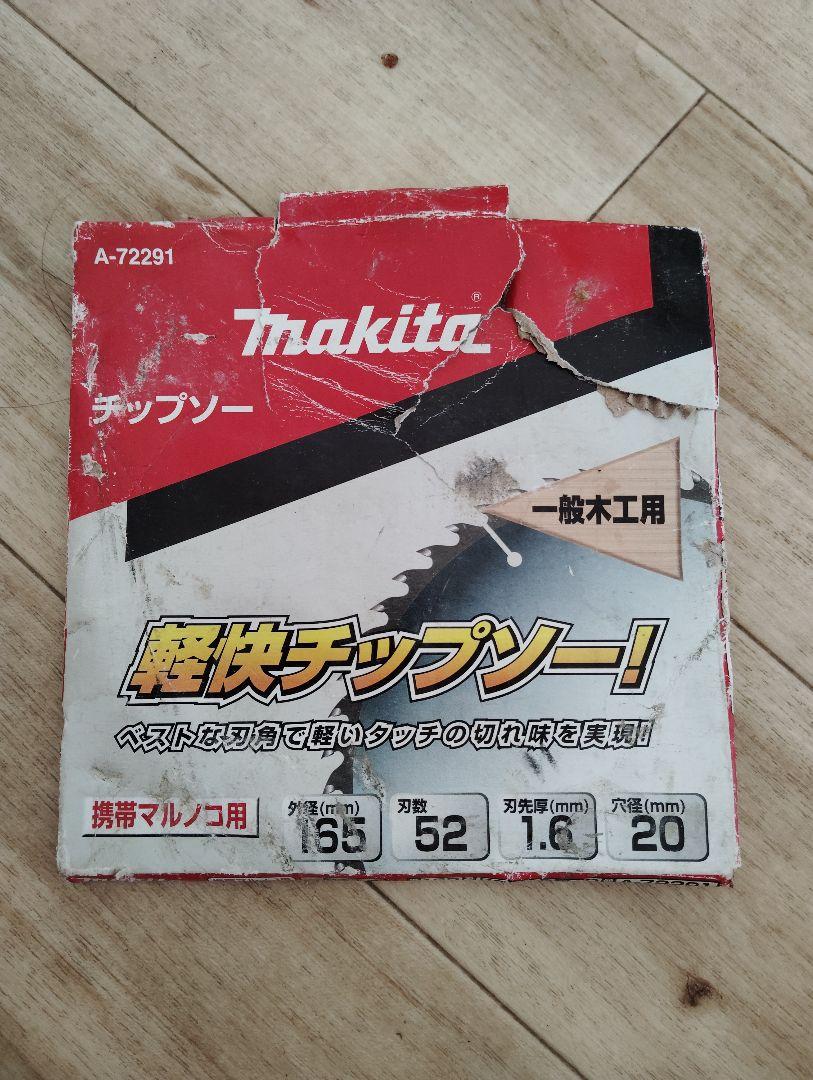 A-72291
makita®
チップソー
一般木工用
軽快チップソー!
ベストな刃角で軽いタッチの切れ味を実現!!
携帯マルノコ用
外径(mm) 刃数 刃先厚(mm) 穴径(mm)
165 52 1.6 20
A-72291